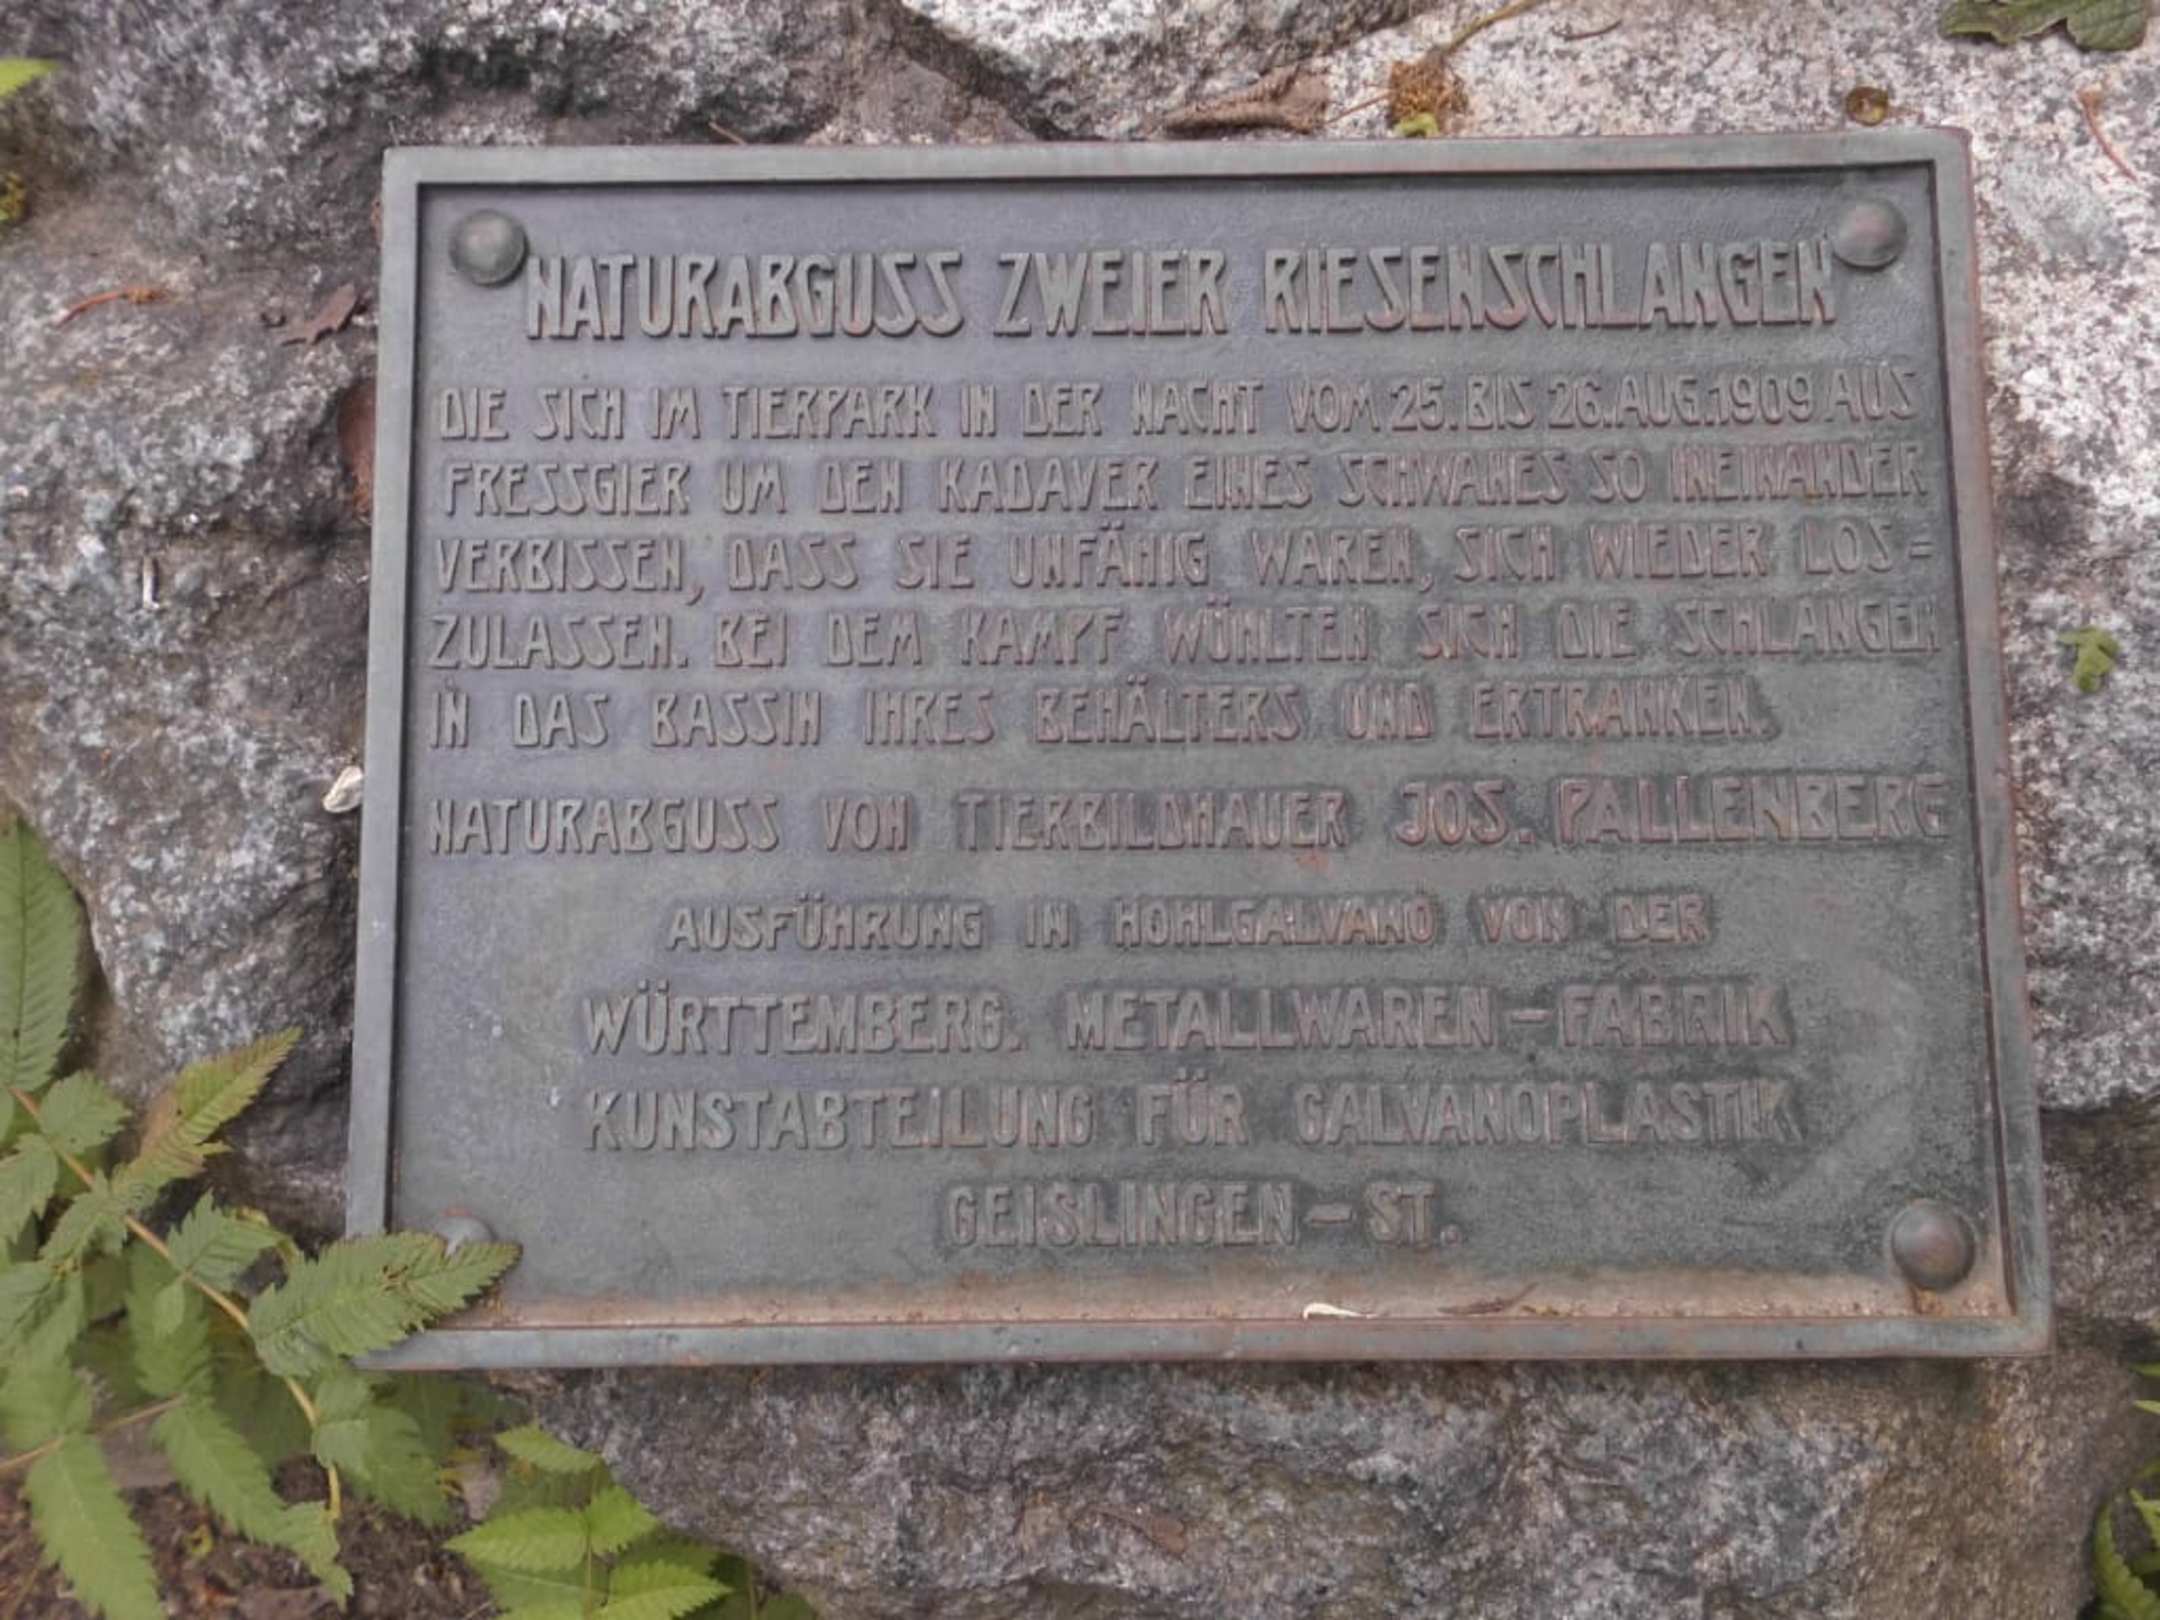 NATURABGUSS ZWEIER RIESENSCHLANGEN
DIE SICH IM TIERPARK IN DER NACHT VOM 25. BIS 26. AUG. 1909 AUS
FRESSGIER UM DEN KADAVER EINES SCHWANES SO INEINANDER
VERBISSEN, DASS SIE UNFÄHIG WAREN, SICH WIEDER LOS=
ZULASSEN. BEI DEM KAMPF WÜHLTEN SICH DIE SCHLANGEN
IN DAS BASSIN IHRES BEHÄLTERS UND ERTRANKEN.
NATURABGUSS VON TIERBILDHAUER JOS. PALLENBERG
AUSFÜHRUNG IN HOHLGALVANO VON DER
WÜRTTEMBERG. METALLWAREN-FABRIK
KUNSTABTEILUNG FÜR GALVANOPLASTIK
GEISLINGEN-ST.